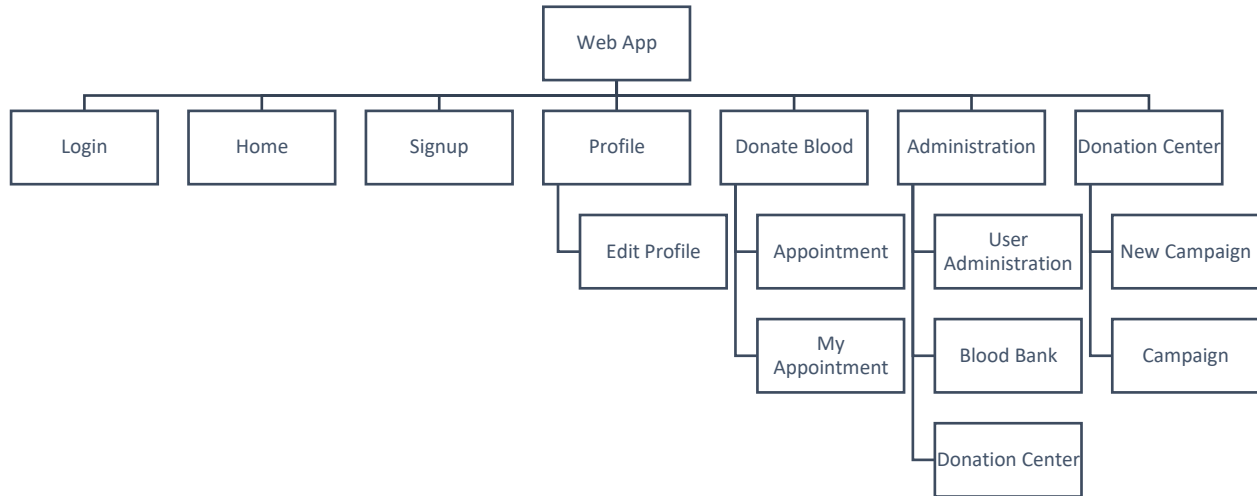 Web App
Login
Home
Signup
Profile
Donate Blood
Administration
Donation Center
Edit Profile
Appointment
User
Administration
New Campaign
My
Appointment
Blood Bank
Campaign
Donation Center